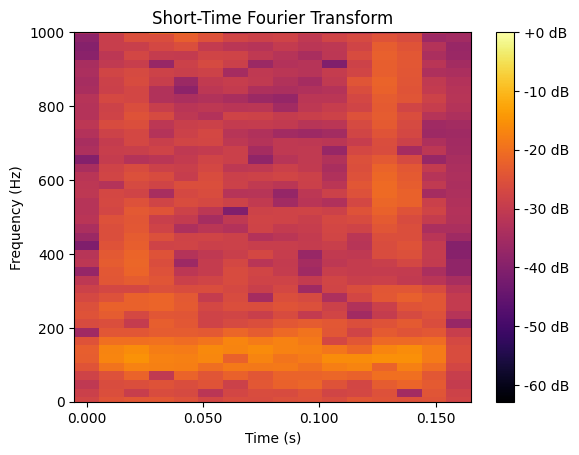 Short-Time Fourier Transform
1000
800
600
400
200
0
Frequency (Hz)
0.000
0.050
0.100
0.150
Time (s)
+0 dB
-10 dB
-20 dB
-30 dB
-40 dB
-50 dB
-60 dB